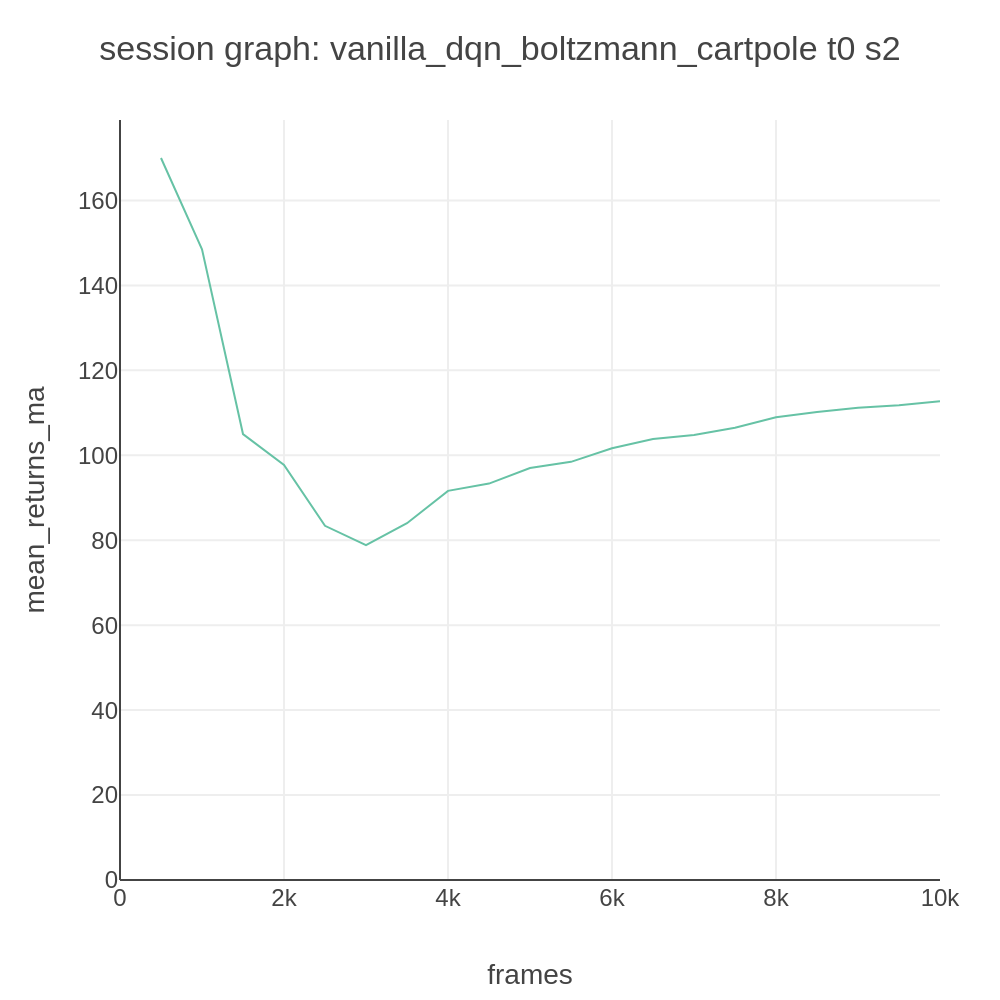 session graph: vanilla_dqn_boltzmann_cartpole t0 s2
mean_returns_ma
160
140
120
100
80
60
40
20
0
0 2k 4k 6k 8k 10k
frames